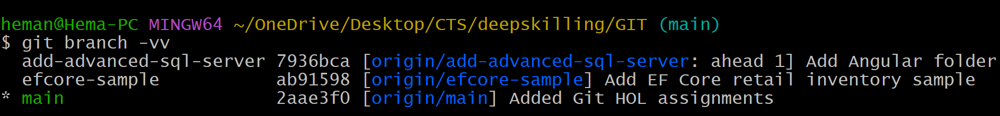 heman@Hema-PC MINGW64 ~/OneDrive/Desktop/CTS/deepskilling/GIT (main)
$ git branch -vv
  add-advanced-sql-server 7936bca [origin/add-advanced-sql-server: ahead 1] Add Angular folder
  efcore-sample           ab91598 [origin/efcore-sample] Add EF Core retail inventory sample
* main                    2aae3f0 [origin/main] Added Git HOL assignments